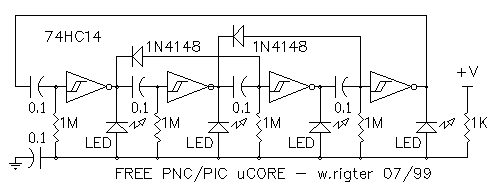 74HC14
1N4148
1N4148
+V
0.1
0.1
0.1
0.1
0.1
1M
LED
1M
LED
1M
LED
1M
LED
1K
FREE PNC/PIC uCORE - w.rigter 07/99